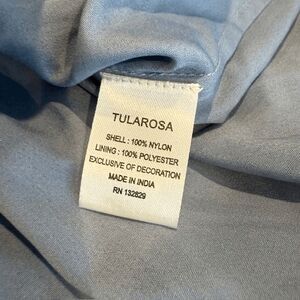 TULAROSA
SHELL : 100% NYLON
LINING : 100% POLYESTER
EXCLUSIVE OF DECORATION
MADE IN INDIA
RN 132829